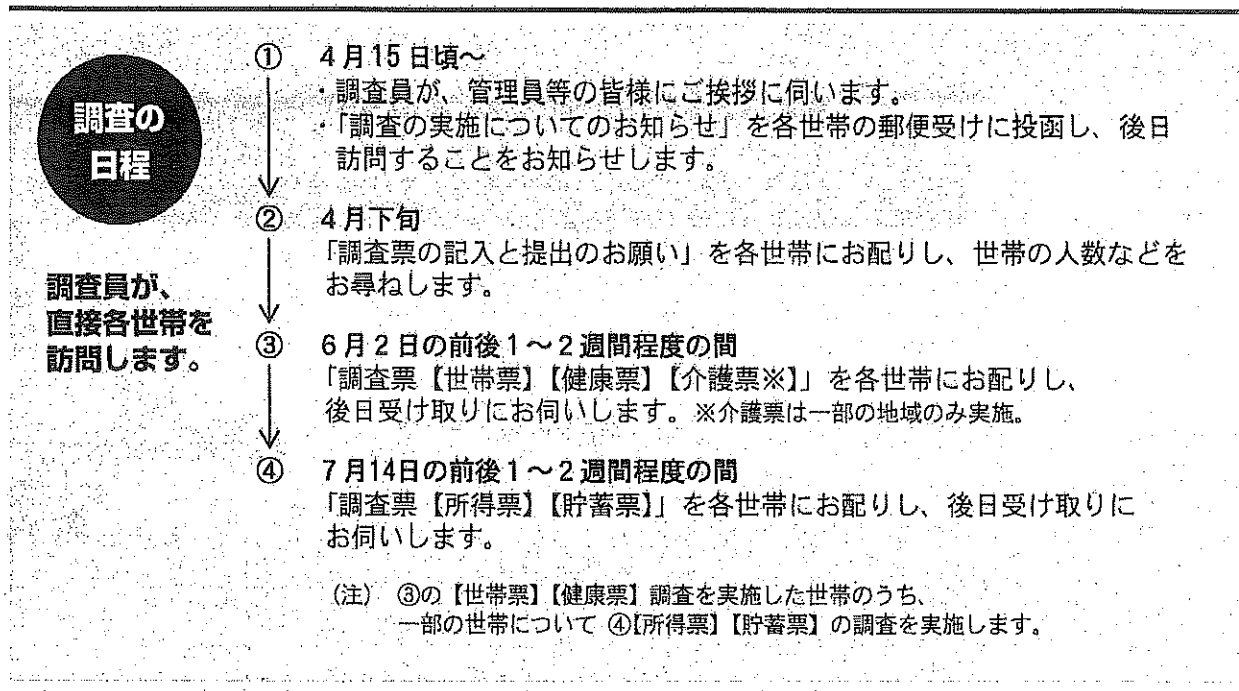 調査の
日程
調査員が、
直接各世帯を
訪問します。
① 4月15日頃～
・調査員が、管理員等の皆様にご挨拶に伺います。
・「調査の実施についてのお知らせ」を各世帯の郵便受けに投函し、後日
訪問することをお知らせします。
② 4月下旬
「調査票の記入と提出のお願い」を各世帯にお配りし、世帯の人数などを
お尋ねします。
③ 6月2日の前後1～2週間程度の間
「調査票【世帯票】【健康票】【介護票※】」を各世帯にお配りし、
後日受け取りにお伺いします。※介護票は一部の地域のみ実施。
④ 7月14日の前後1～2週間程度の間
「調査票【所得票】【貯蓄票】」を各世帯にお配りし、後日受け取りに
お伺いします。
(注) ③の【世帯票】【健康票】調査を実施した世帯のうち、
一部の世帯について ④【所得票】【貯蓄票】の調査を実施します。